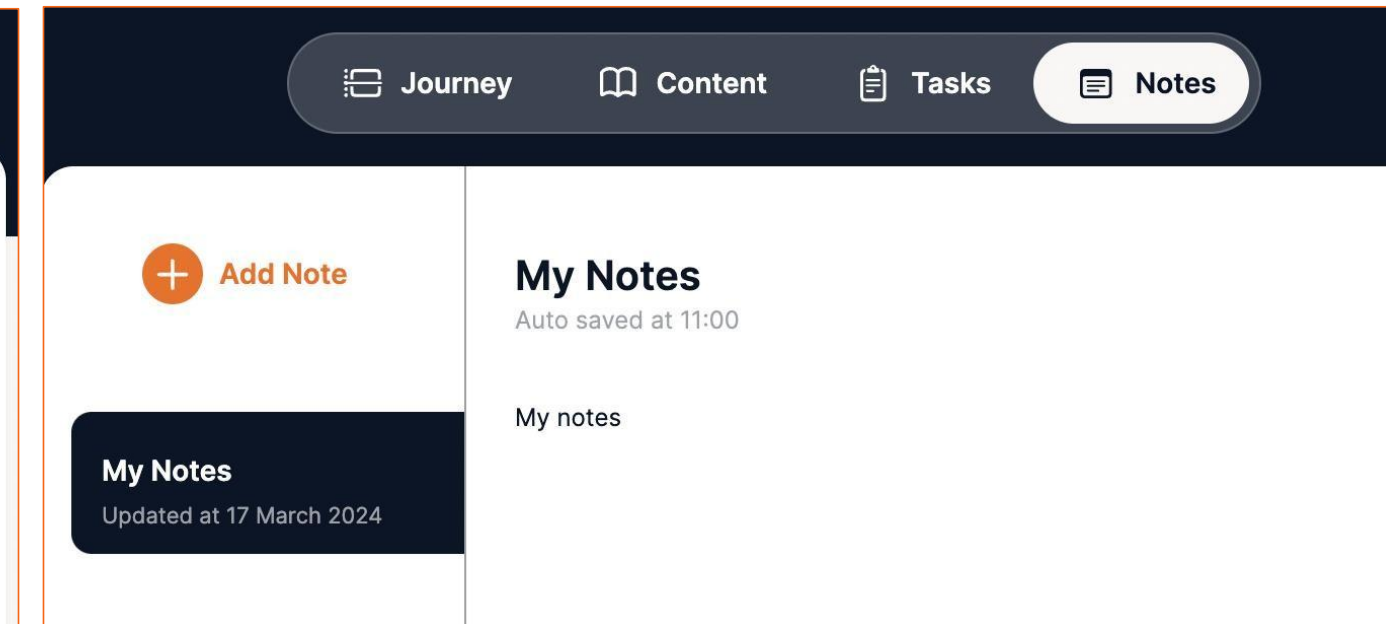 Journey Content Tasks Notes
Add Note
My Notes
Updated at 17 March 2024
My Notes
Auto saved at 11:00
My notes